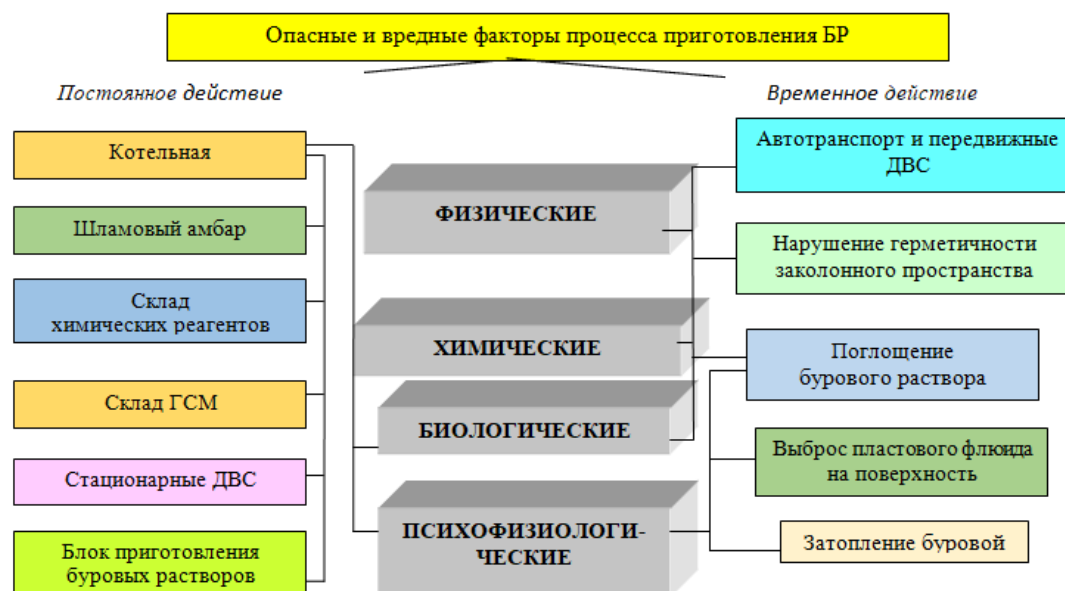 Опасные и вредные факторы процесса приготовления БР
Постоянное действие
Временное действие
Котельная
Шламовый амбар
Склад
химических реагентов
Склад ГСМ
Стационарные ДВС
Блок приготовления
буровых растворов
ФИЗИЧЕСКИЕ
ХИМИЧЕСКИЕ
БИОЛОГИЧЕСКИЕ
ПСИХОФИЗИОЛОГИ-
ЧЕСКИЕ
Автотранспорт и передвижные
ДВС
Нарушение герметичности
заколонного пространства
Поглощение
бурового раствора
Выброс пластового флюида
на поверхность
Затопление буровой